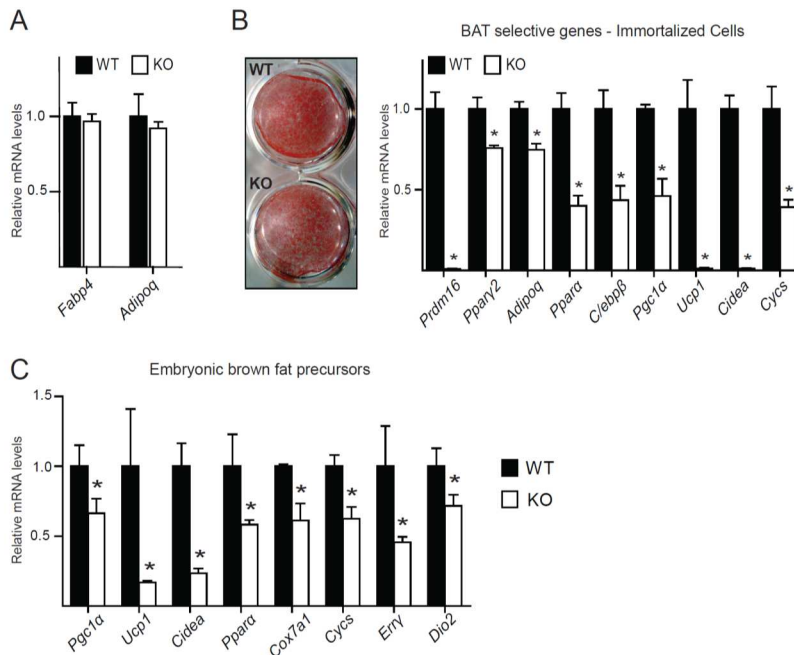 A
WT KO
Relative mRNA levels
1.0
0.5
Fabp4
Adipoq
B
WT
KO
BAT selective genes - Immortalized Cells
WT KO
Relative mRNA levels
1.0
0.5
* * * * * * * * *
Prdm16
Pparγ2
Adipoq
Pparα
C/ebpβ
Pgc1α
Ucp1
Cidea
Cycs
C
Embryonic brown fat precursors
Relative mRNA levels
1.5
1.0
0.5
* * * * * * * *
Pgc1α
Ucp1
Cidea
Pparα
Cox7a1
Cycs
Errγ
Dio2
WT
KO